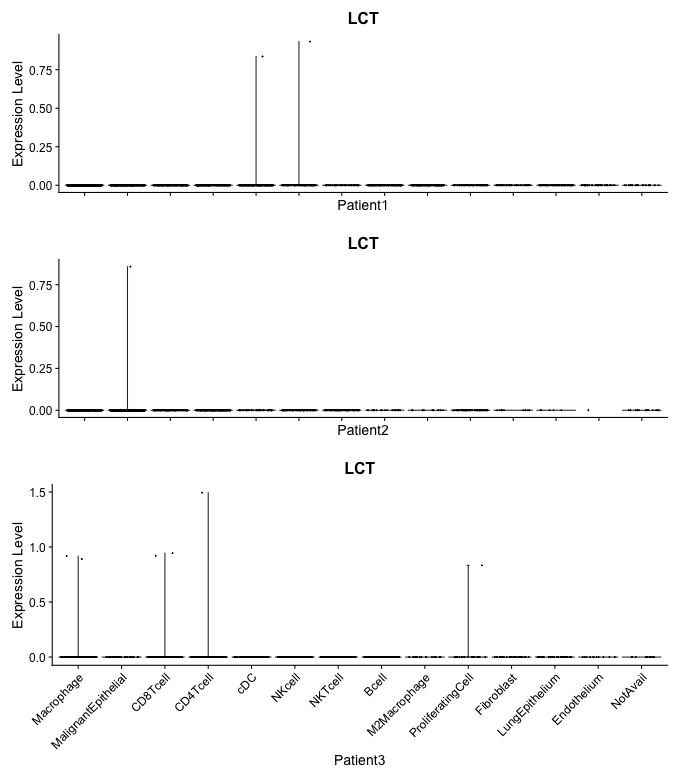 LCT
Expression Level
0.75
0.50
0.25
0.00
Patient1
LCT
Expression Level
0.75
0.50
0.25
0.00
Patient2
LCT
Expression Level
1.5
1.0
0.5
0.0
Macrophage
MalignantEpithelial
CD8Tcell
CD4Tcell
cDC
NKcell
NKTcell
Bcell
M2Macrophage
ProliferatingCell
Fibroblast
LungEpithelium
Endothelium
NotAvail
Patient3